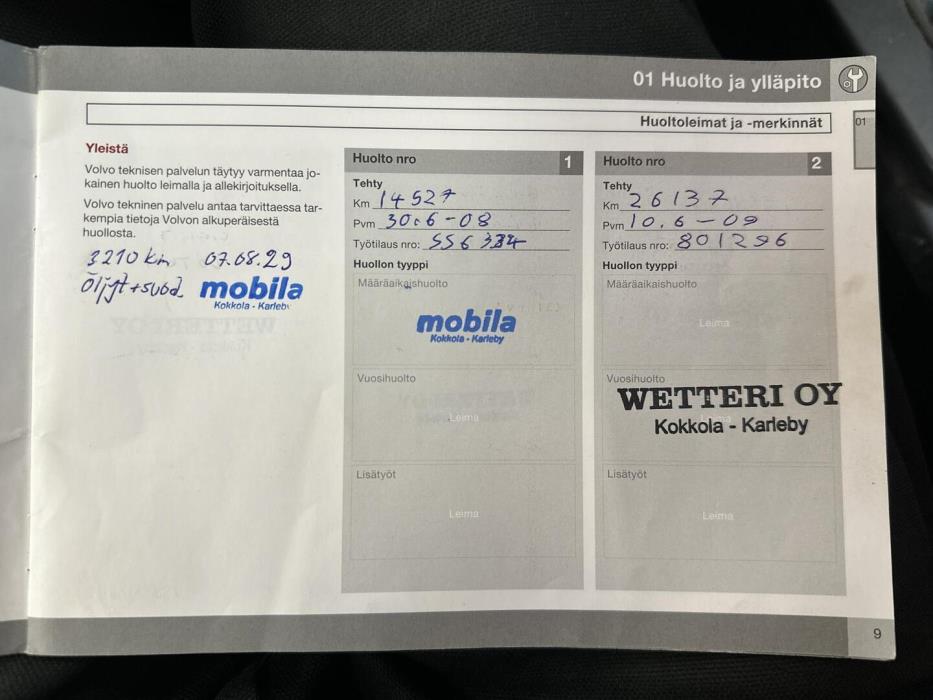 01 Huolto ja ylläpito
Huoltoleimat ja -merkinnät
01
Yleistä
Volvo teknisen palvelun täytyy varmentaa jo-
kainen huolto leimalla ja allekirjoituksella.
Volvo tekninen palvelu antaa tarvittaessa tar-
kempia tietoja Volvon alkuperäisestä
huollosta.
3210 km 07.08.29
Öljyt+suod.
mobila
Kokkola - Karleby
Huolto nro 1
Tehty
Km 14527
Pvm 30.6-08
Työtilaus nro:
Huollon tyyppi
Määräaikaishuolto
mobila
Kokkola - Karleby
Vuosihuolto
Leima
Lisätyöt
Leima
Huolto nro 2
Tehty
Km 26137
Pvm 10.6-09
Työtilaus nro: 801296
Huollon tyyppi
Määräaikaishuolto
Leima
Vuosihuolto
WETTERI OY
Kokkola - Karleby
Lisätyöt
Leima
9